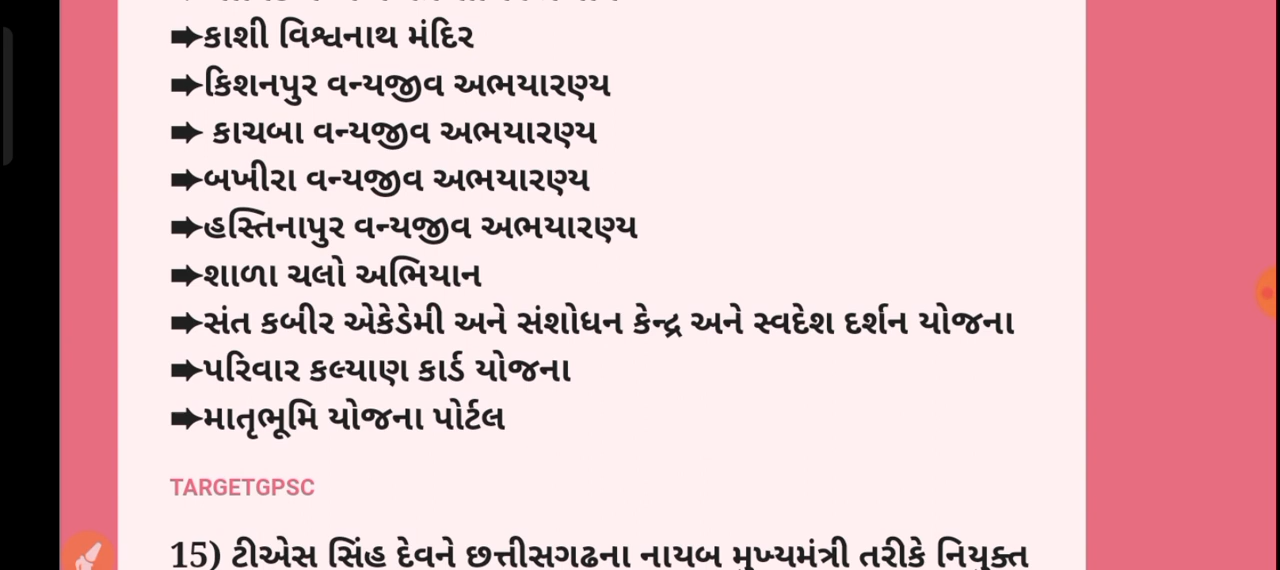 ➨કાશી વિશ્વનાથ મંદિર
➨કિશનપુર વન્યજીવ અભયારણ્ય
➨ કાચબા વન્યજીવ અભયારણ્ય
➨બખીરા વન્યજીવ અભયારણ્ય
➨હસ્તિનાપુર વન્યજીવ અભયારણ્ય
➨શાળા ચલો અભિયાન
➨સંત કબીર એકેડેમી અને સંશોધન કેન્દ્ર અને સ્વદેશ દર્શન યોજના
➨પરિવાર કલ્યાણ કાર્ડ યોજના
➨માતૃભૂમિ યોજના પોર્ટલ
TARGETGPSC
15) ટીએસ સિંહ દેવને છત્તીસગઢના નાયબ મુખ્યમંત્રી તરીકે નિયુક્ત